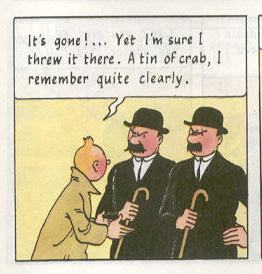 It's gone!... Yet I'm sure I
threw it there. A tin of crab, I
remember quite clearly.